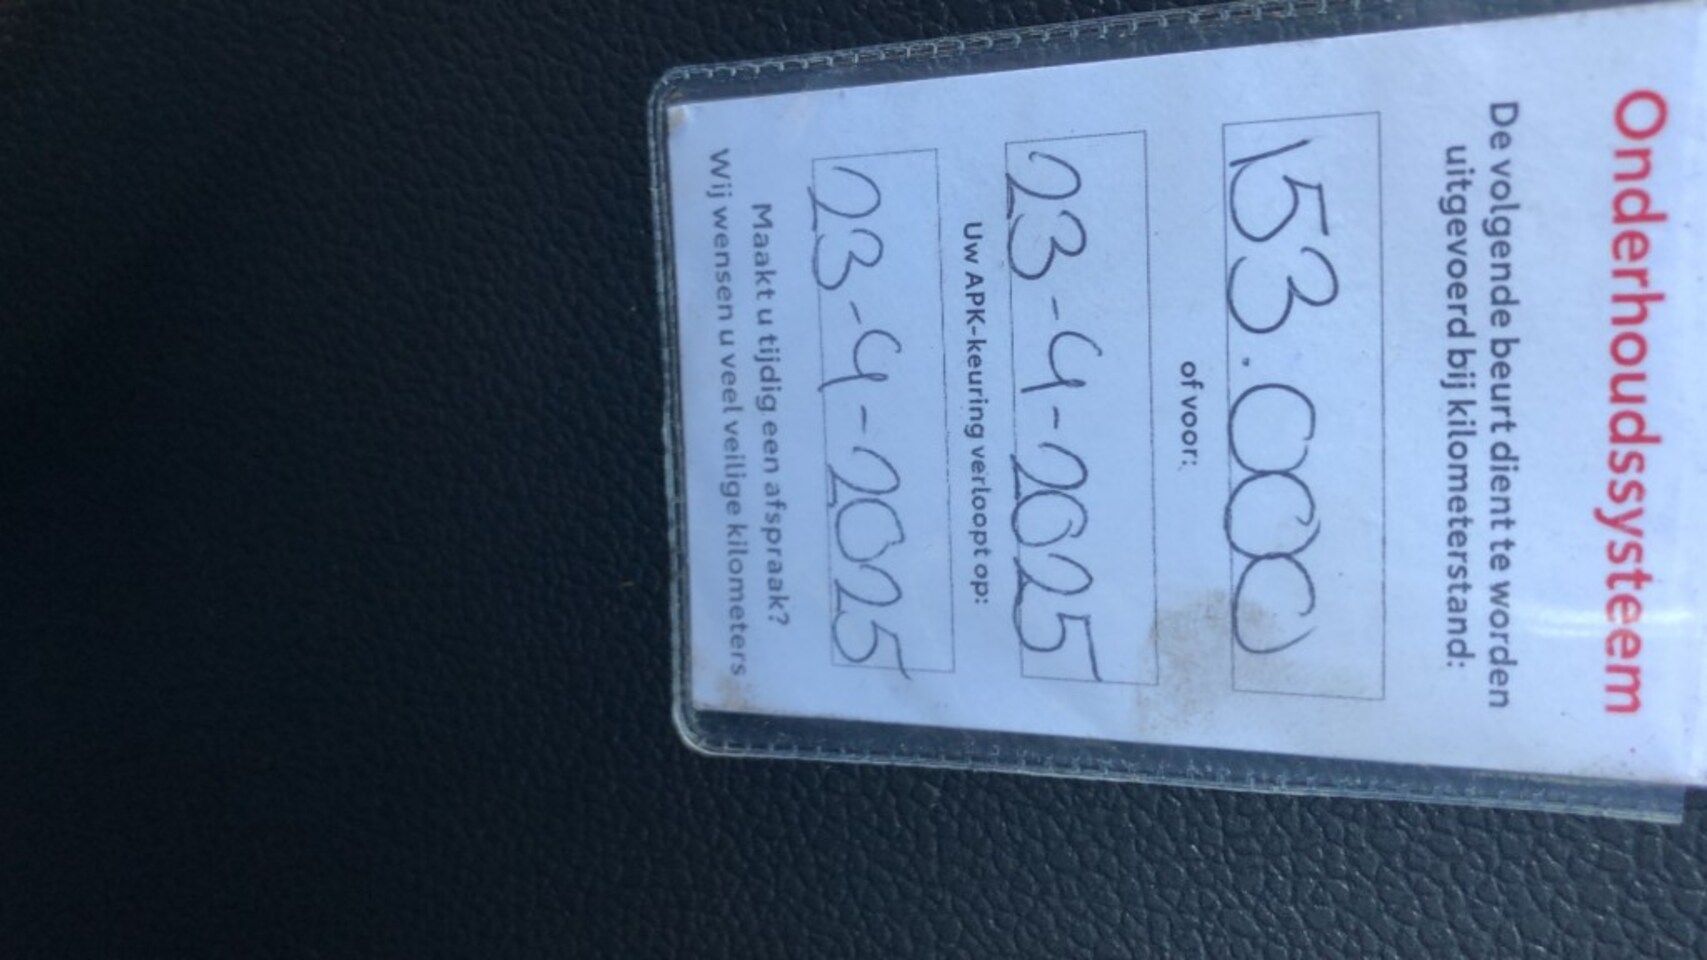 Onderhoudssysteem
De volgende beurt dient te worden
uitgevoerd bij kilometerstand:
153.000
of voor:
23-4-2025
Uw APK-keuring verloopt op:
23-4-2025
Maakt u tijdig een afspraak?
Wij wensen u veel veilige kilometers